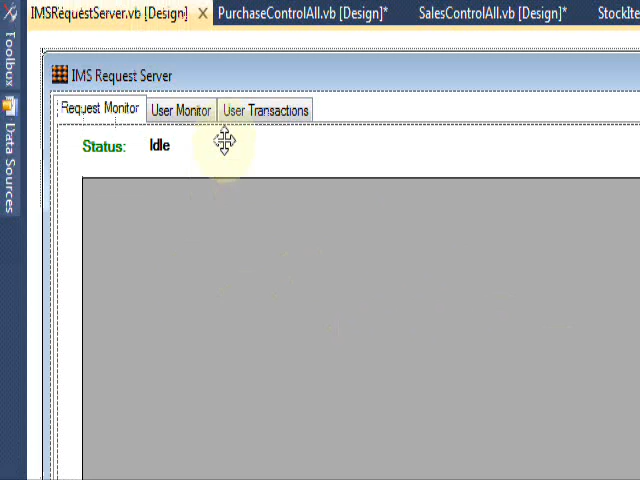 IMSRequestServer.vb [Design] PurchaseControlAll.vb [Design]* SalesControlAll.vb [Design]* StockIte
Toolbox
Data Sources
IMS Request Server
Request Monitor User Monitor User Transactions
Status: Idle